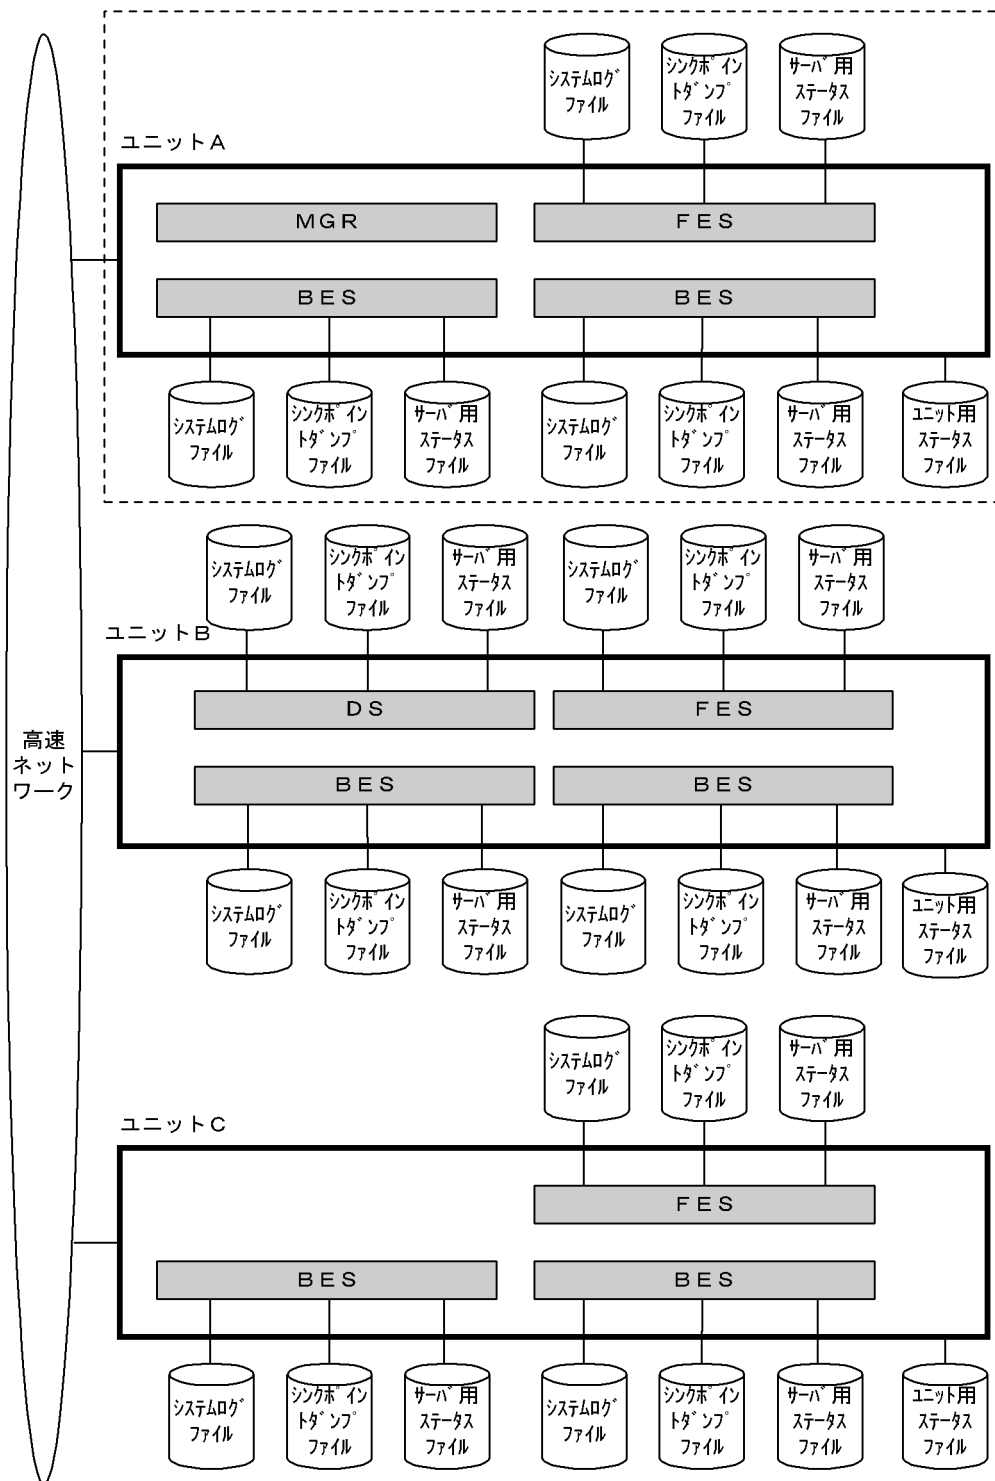 システムログ
ファイル
シンクポイン
トダンプ
ファイル
サーバ用
ステータス
ファイル
ユニットA
MGR
FES
BES
BES
システムログ
ファイル
シンクポイン
トダンプ
ファイル
サーバ用
ステータス
ファイル
システムログ
ファイル
シンクポイン
トダンプ
ファイル
サーバ用
ステータス
ファイル
ユニット用
ステータス
ファイル
システムログ
ファイル
シンクポイン
トダンプ
ファイル
サーバ用
ステータス
ファイル
システムログ
ファイル
シンクポイン
トダンプ
ファイル
サーバ用
ステータス
ファイル
ユニットB
DS
FES
高速
ネット
ワーク
BES
BES
システムログ
ファイル
シンクポイン
トダンプ
ファイル
サーバ用
ステータス
ファイル
システムログ
ファイル
シンクポイン
トダンプ
ファイル
サーバ用
ステータス
ファイル
ユニット用
ステータス
ファイル
システムログ
ファイル
シンクポイン
トダンプ
ファイル
サーバ用
ステータス
ファイル
ユニットC
FES
BES
BES
システムログ
ファイル
シンクポイン
トダンプ
ファイル
サーバ用
ステータス
ファイル
システムログ
ファイル
シンクポイン
トダンプ
ファイル
サーバ用
ステータス
ファイル
ユニット用
ステータス
ファイル